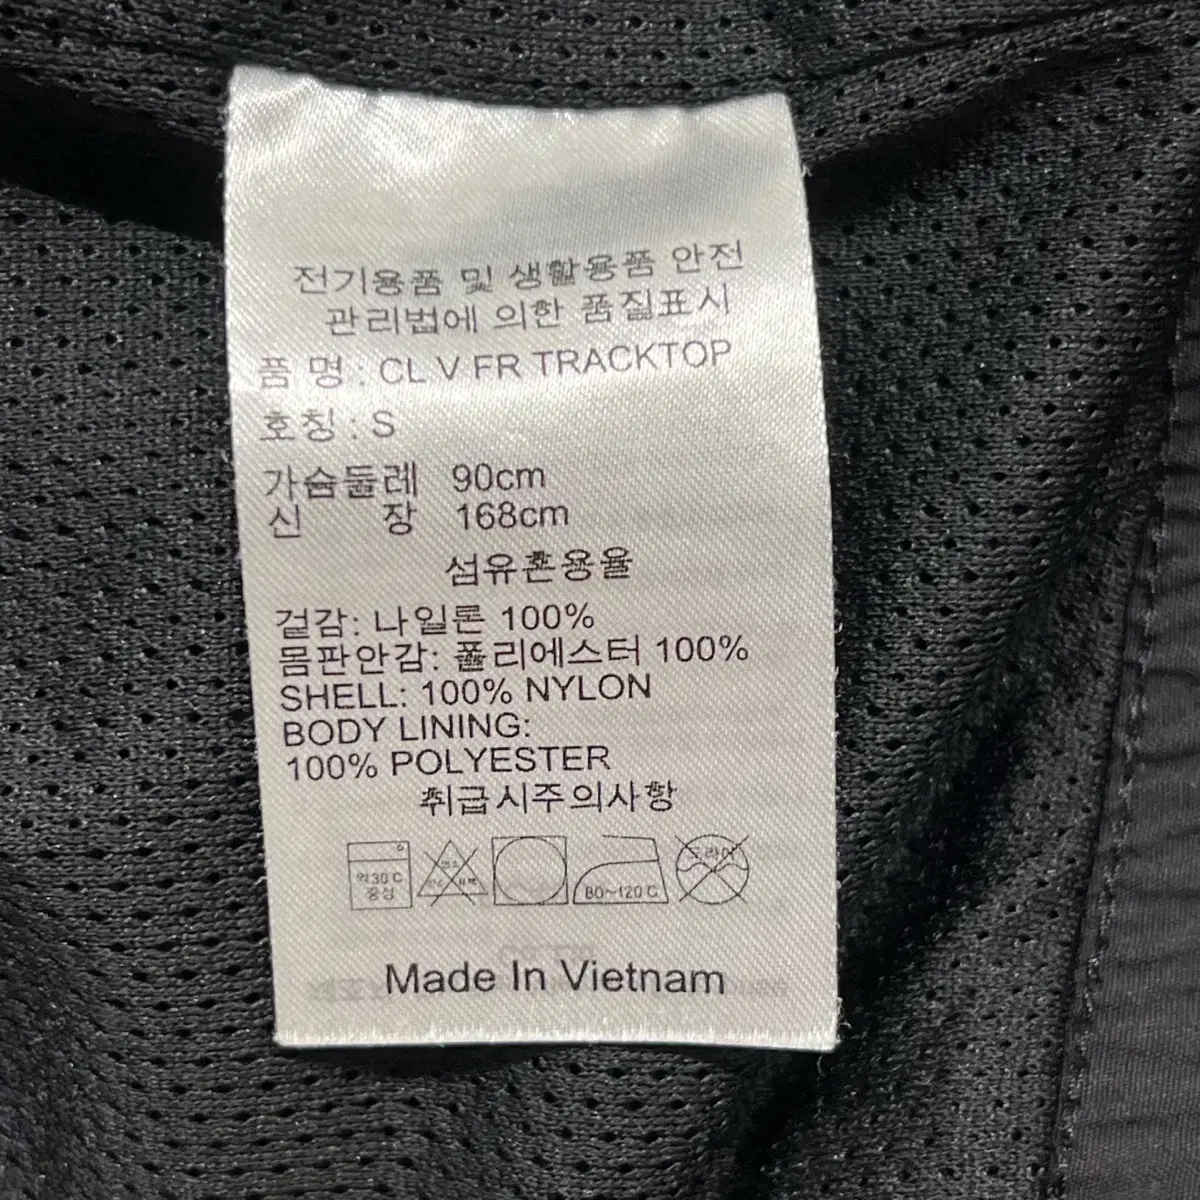 전기용품 및 생활용품 안전
관리법에 의한 품질표시
품 명 : CL V FR TRACKTOP
호칭 : S
가슴둘레 90cm
신 장 168cm
섬유혼용율
겉감: 나일론 100%
몸판안감: 폴리에스터 100%
SHELL: 100% NYLON
BODY LINING:
100% POLYESTER
취급시주의사항
약30 C
중성
80~120 C
드라이
Made In Vietnam